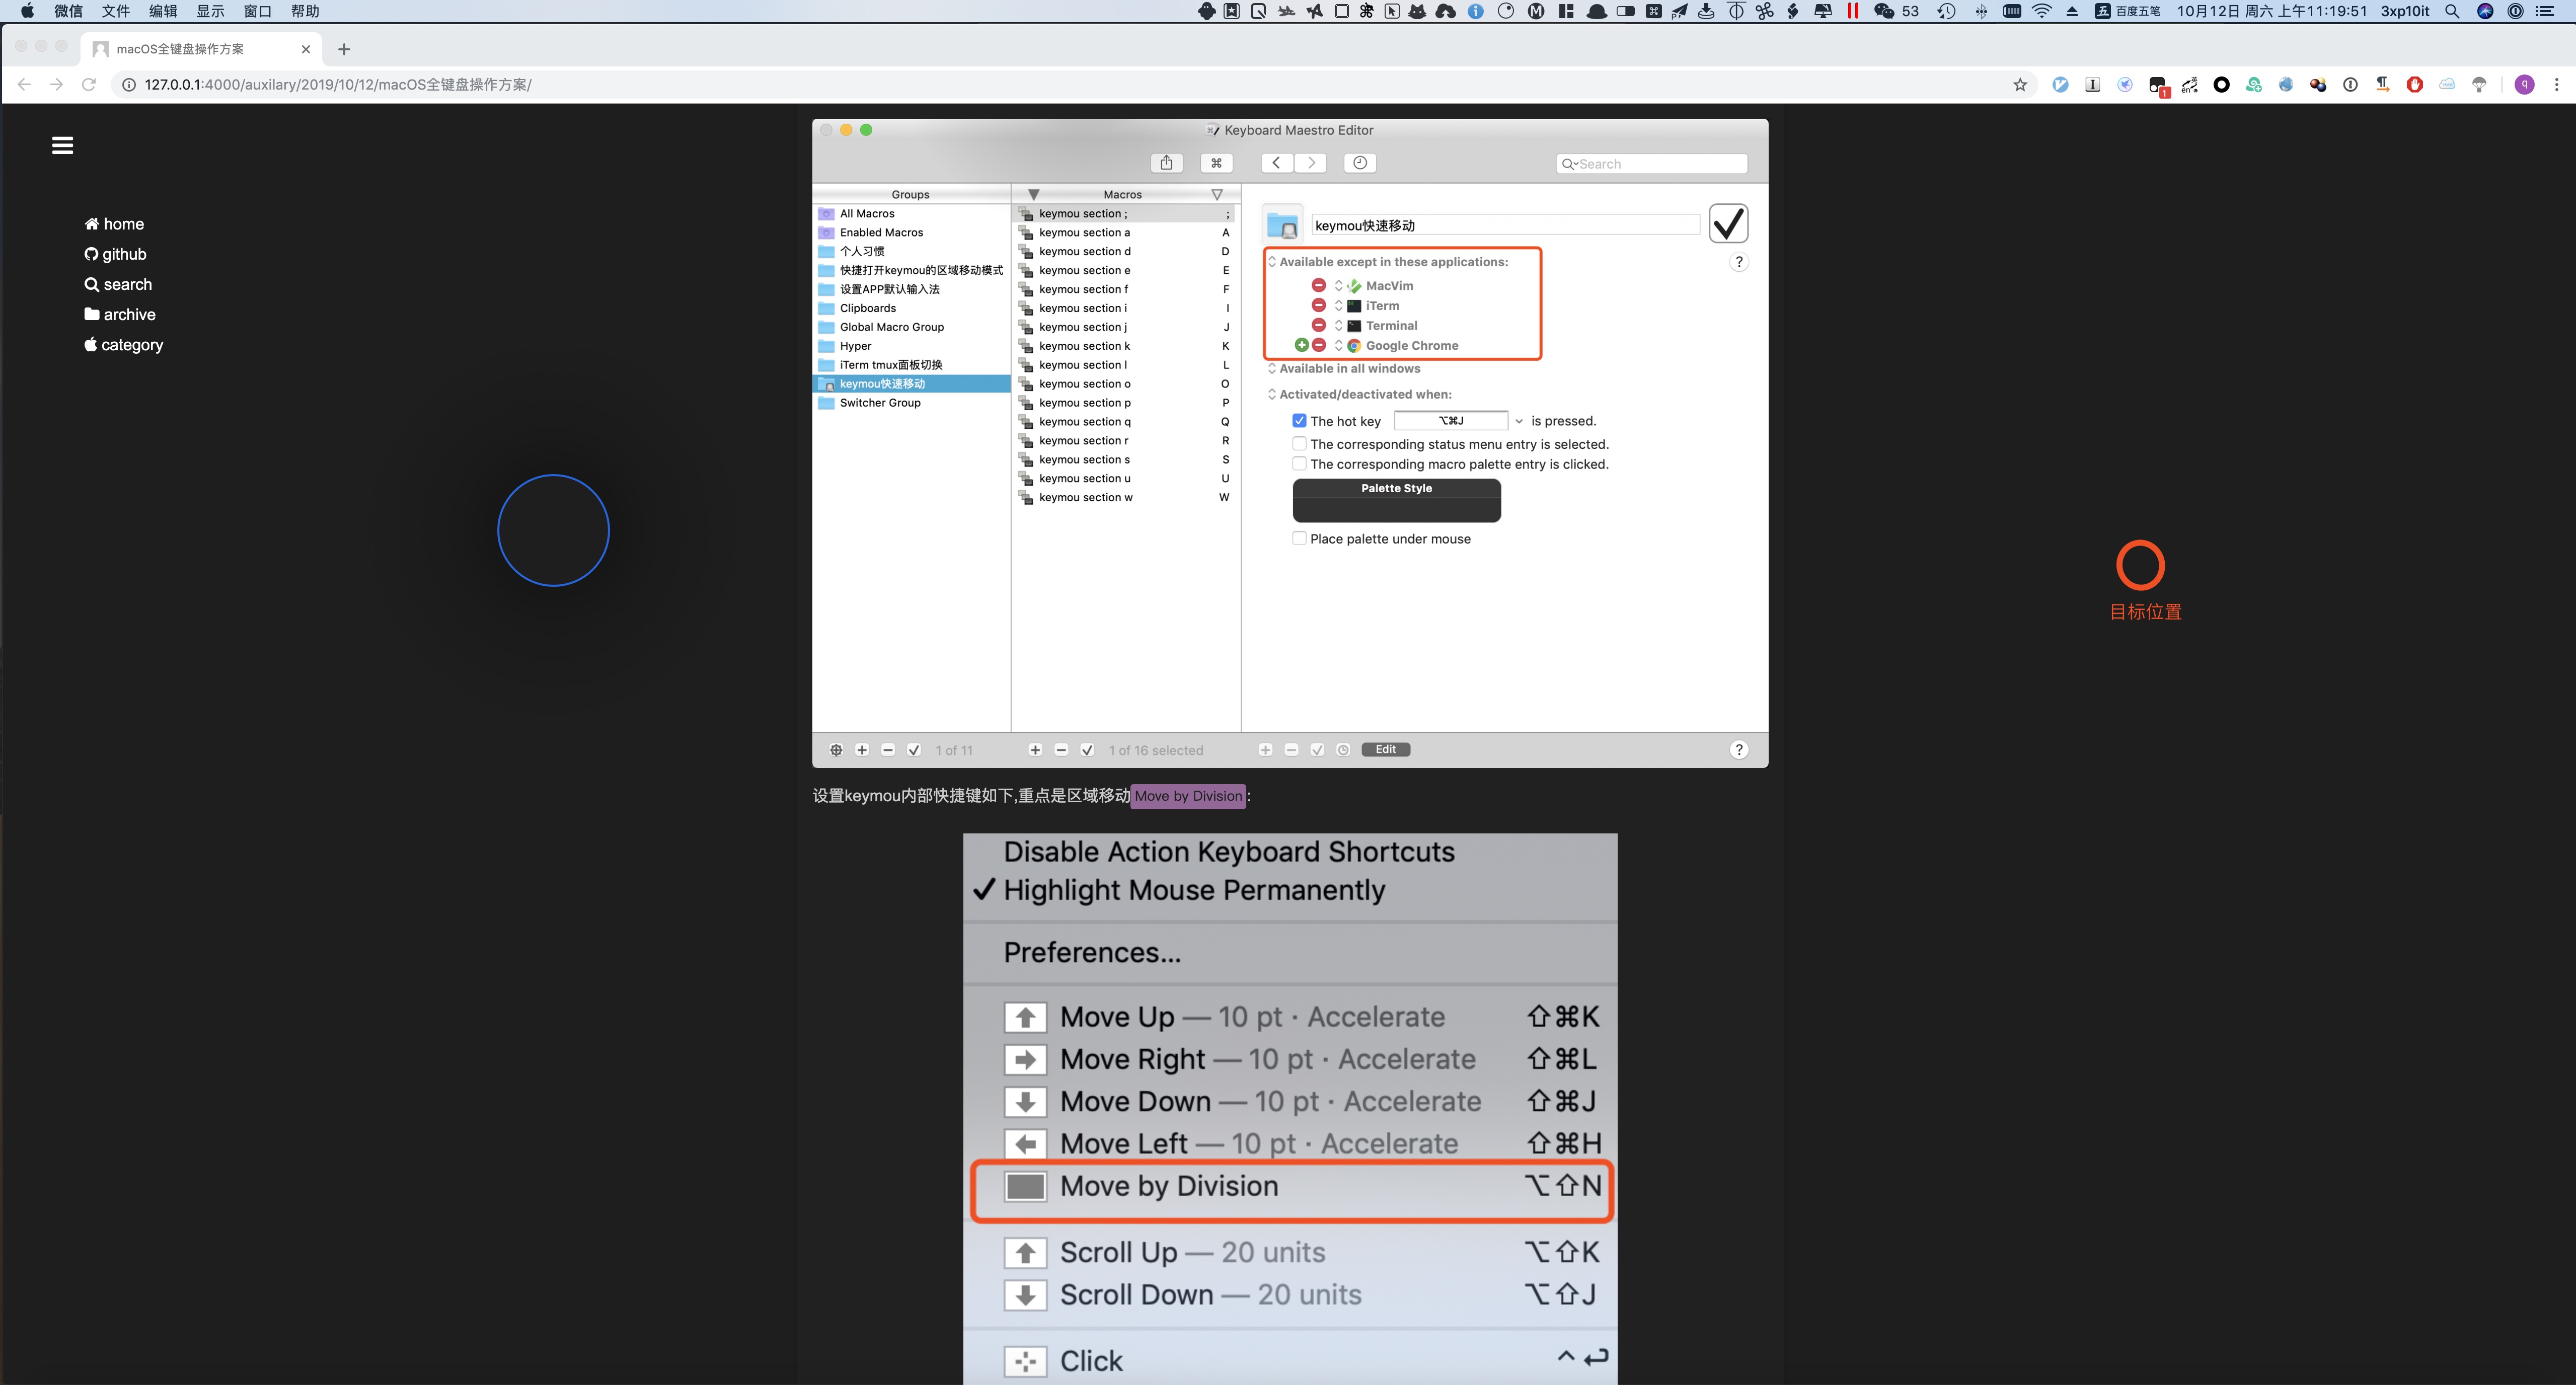 微信 文件 编辑 显示 窗口 帮助
53 五 百度五笔 10月12日 周六 上午11:19:51 3xp10it
macOS全键盘操作方案
127.0.0.1:4000/auxilary/2019/10/12/macOS全键盘操作方案/
1 q
home
github
search
archive
category
Keyboard Maestro Editor
Search
Groups
All Macros
Enabled Macros
个人习惯
快捷打开keymou的区域移动模式
设置APP默认输入法
Clipboards
Global Macro Group
Hyper
iTerm tmux面板切换
keymou快速移动
Switcher Group
Macros
keymou section ; ;
keymou section a A
keymou section d D
keymou section e E
keymou section f F
keymou section i I
keymou section j J
keymou section k K
keymou section l L
keymou section o O
keymou section p P
keymou section q Q
keymou section r R
keymou section s S
keymou section u U
keymou section w W
keymou快速移动
Available except in these applications:
?
MacVim
iTerm
Terminal
Google Chrome
Available in all windows
Activated/deactivated when:
The hot key ⌥⌘J is pressed.
The corresponding status menu entry is selected.
The corresponding macro palette entry is clicked.
Palette Style
Place palette under mouse
1 of 11
1 of 16 selected
Edit
?
目标位置
设置keymou内部快捷键如下,重点是区域移动Move by Division:
Disable Action Keyboard Shortcuts
✓ Highlight Mouse Permanently
Preferences...
Move Up — 10 pt · Accelerate ⇧⌘K
Move Right — 10 pt · Accelerate ⇧⌘L
Move Down — 10 pt · Accelerate ⇧⌘J
Move Left — 10 pt · Accelerate ⇧⌘H
Move by Division ⌥⇧N
Scroll Up — 20 units ⌥⇧K
Scroll Down — 20 units ⌥⇧J
Click ^↩